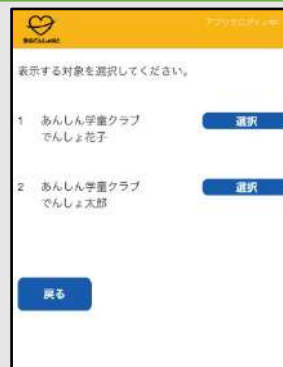 表示する対象を選択してください。
1 あんしん学童クラブ 選択
でんしょ花子
2 あんしん学童クラブ 選択
でんしょ太郎
戻る